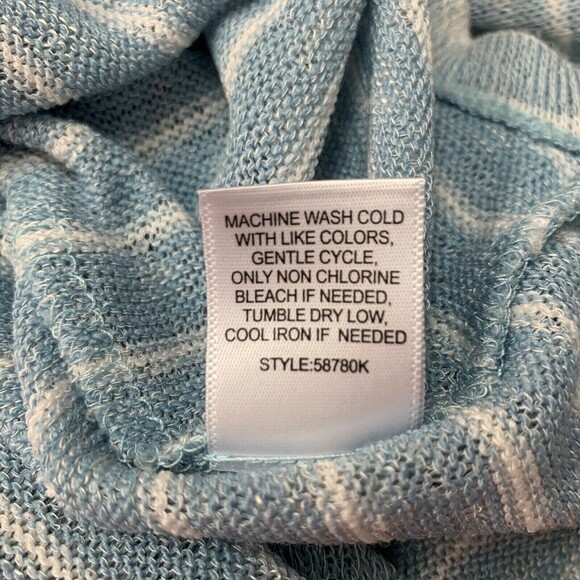 MACHINE WASH COLD
WITH LIKE COLORS,
GENTLE CYCLE,
ONLY NON CHLORINE
BLEACH IF NEEDED,
TUMBLE DRY LOW,
COOL IRON IF NEEDED
STYLE:58780K